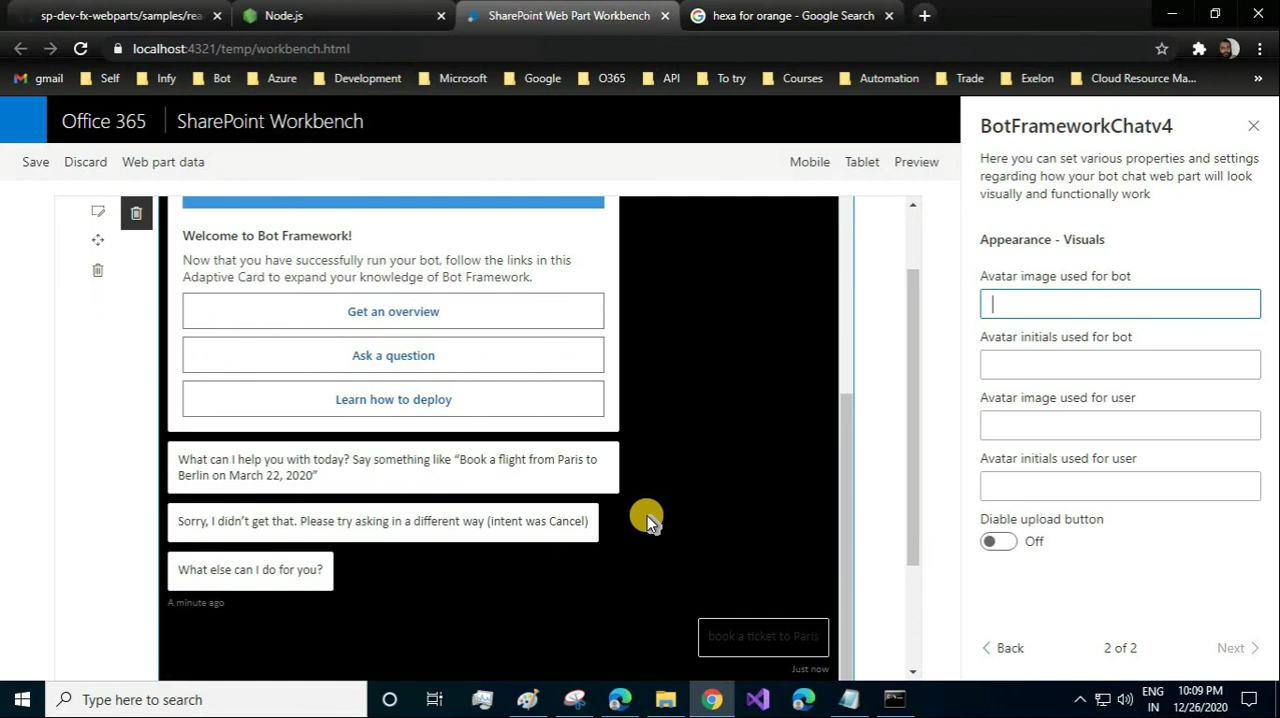 sp-dev-fx-webparts/samples/rea
Node.js
SharePoint Web Part Workbench
hexa for orange - Google Search
localhost:4321/temp/workbench.html
gmail
Self
Infy
Bot
Azure
Development
Microsoft
Google
O365
API
To try
Courses
Automation
Trade
Exelon
Cloud Resource Ma...
Office 365
SharePoint Workbench
Save
Discard
Web part data
Mobile
Tablet
Preview
Welcome to Bot Framework!
Now that you have successfully run your bot, follow the links in this
Adaptive Card to expand your knowledge of Bot Framework.
Get an overview
Ask a question
Learn how to deploy
What can I help you with today? Say something like “Book a flight from Paris to
Berlin on March 22, 2020”
Sorry, I didn’t get that. Please try asking in a different way (intent was Cancel)
What else can I do for you?
A minute ago
book a ticket to Paris
Just now
BotFrameworkChatv4
Here you can set various properties and settings
regarding how your bot chat web part will look
visually and functionally work
Appearance - Visuals
Avatar image used for bot
Avatar initials used for bot
Avatar image used for user
Avatar initials used for user
Diable upload button
Off
Back
2 of 2
Next
Type here to search
ENG
IN
10:09 PM
12/26/2020